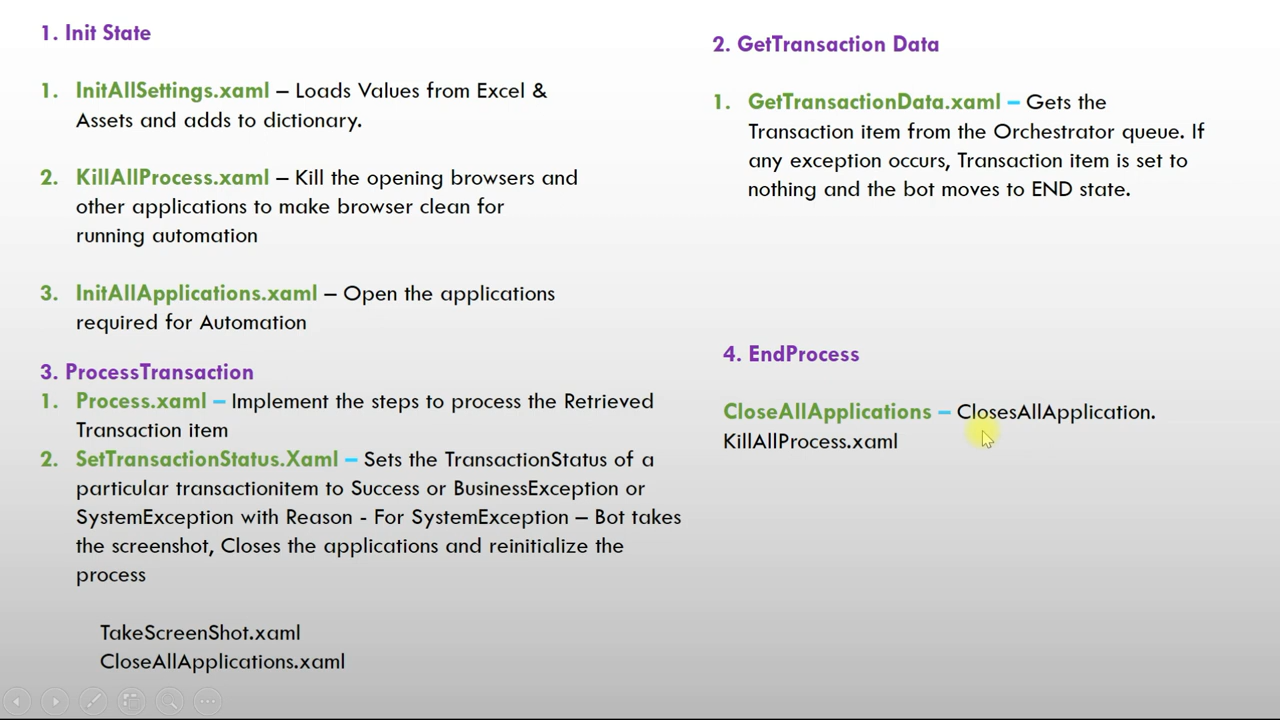 1. Init State
1. InitAllSettings.xaml – Loads Values from Excel &
Assets and adds to dictionary.
2. KillAllProcess.xaml – Kill the opening browsers and
other applications to make browser clean for
running automation
3. InitAllApplications.xaml – Open the applications
required for Automation
2. GetTransaction Data
1. GetTransactionData.xaml – Gets the
Transaction item from the Orchestrator queue. If
any exception occurs, Transaction item is set to
nothing and the bot moves to END state.
3. ProcessTransaction
1. Process.xaml – Implement the steps to process the Retrieved
Transaction item
2. SetTransactionStatus.Xaml – Sets the TransactionStatus of a
particular transactionitem to Success or BusinessException or
SystemException with Reason - For SystemException – Bot takes
the screenshot, Closes the applications and reinitialize the
process
TakeScreenShot.xaml
CloseAllApplications.xaml
4. EndProcess
CloseAllApplications – ClosesAllApplication.
KillAllProcess.xaml